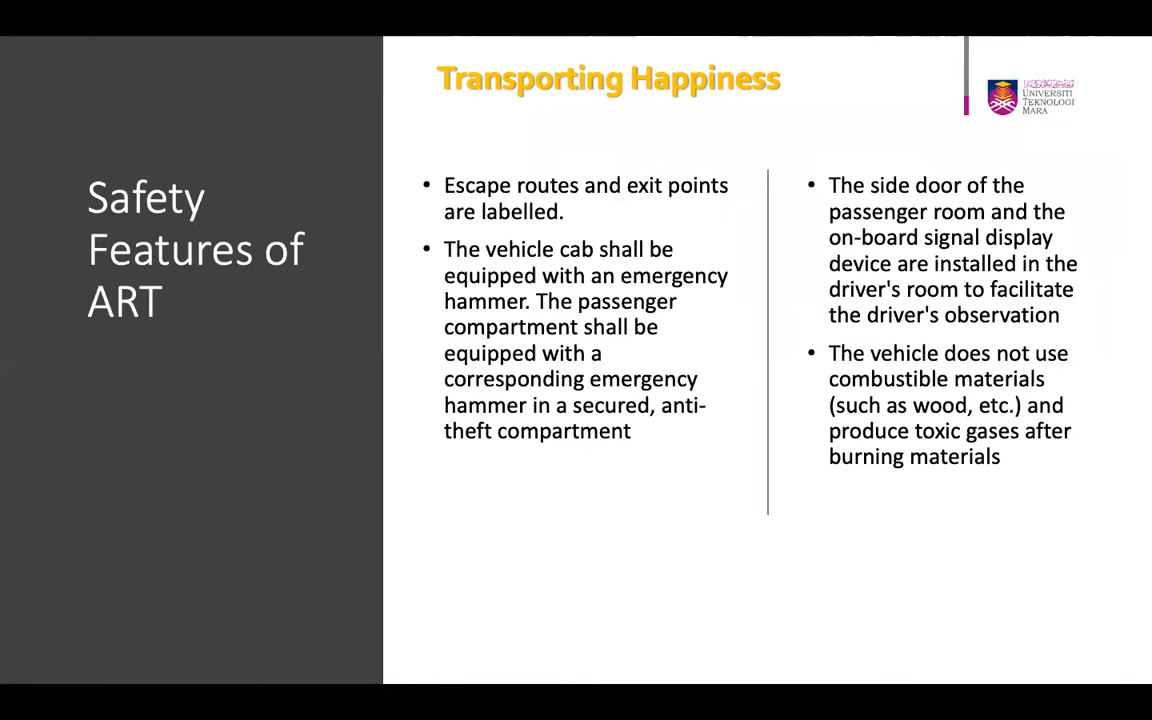 Transporting Happiness
UNIVERSITI
TEKNOLOGI
MARA
Safety
Features of
ART
• Escape routes and exit points
are labelled.
• The vehicle cab shall be
equipped with an emergency
hammer. The passenger
compartment shall be
equipped with a
corresponding emergency
hammer in a secured, anti-
theft compartment
• The side door of the
passenger room and the
on-board signal display
device are installed in the
driver's room to facilitate
the driver's observation
• The vehicle does not use
combustible materials
(such as wood, etc.) and
produce toxic gases after
burning materials